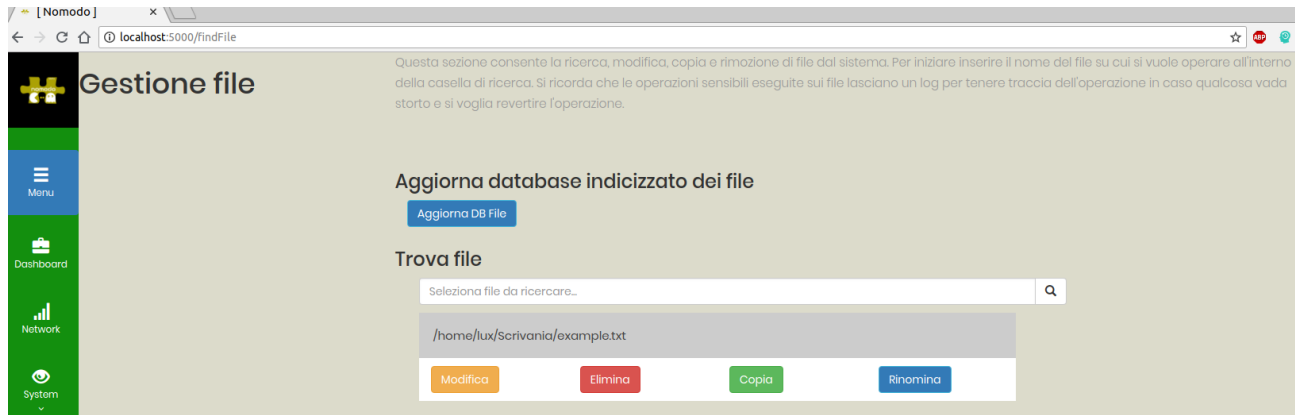 [ Nomodo ]
localhost:5000/findFile
ABP
Gestione file
Questa sezione consente la ricerca, modifica, copia e rimozione di file dal sistema. Per iniziare inserire il nome del file su cui si vuole operare all'interno
della casella di ricerca. Si ricorda che le operazioni sensibili eseguite sui file lasciano un log per tenere traccia dell'operazione in caso qualcosa vada
storto e si voglia revertire l'operazione.
Menu
Dashboard
Network
System
Aggiorna database indicizzato dei file
Aggiorna DB File
Trova file
Seleziona file da ricercare...
/home/lux/Scrivania/example.txt
Modifica Elimina Copia Rinomina